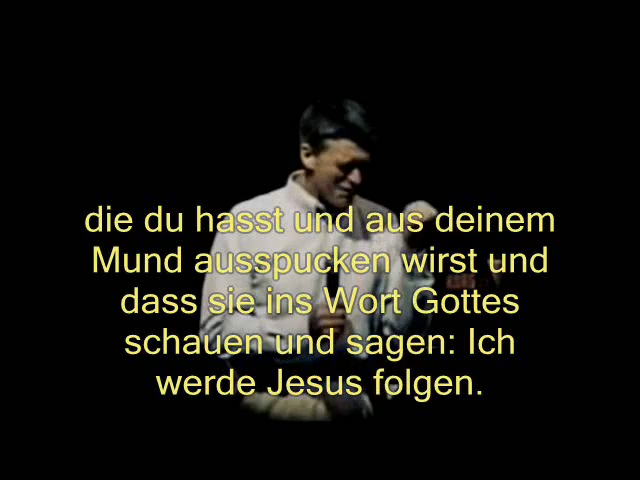 die du hasst und aus deinem
Mund ausspucken wirst und
dass sie ins Wort Gottes
schauen und sagen: Ich
werde Jesus folgen.